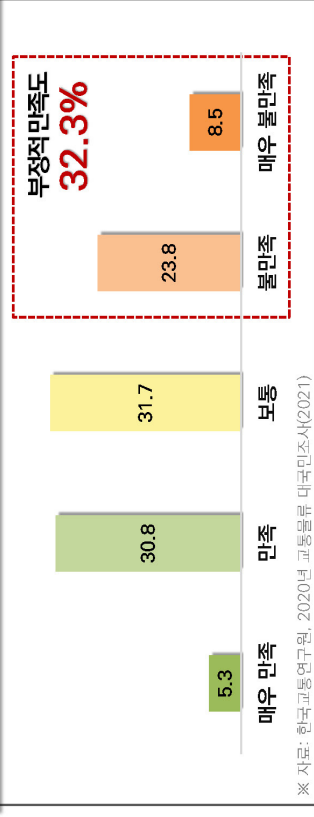 부정적 만족도
32.3%
5.3
30.8
31.7
23.8
8.5
매우 만족
만족
보통
불만족
매우 불만족
※ 자료: 한국교통연구원, 2020년 교통물류 대국민조사(2021)